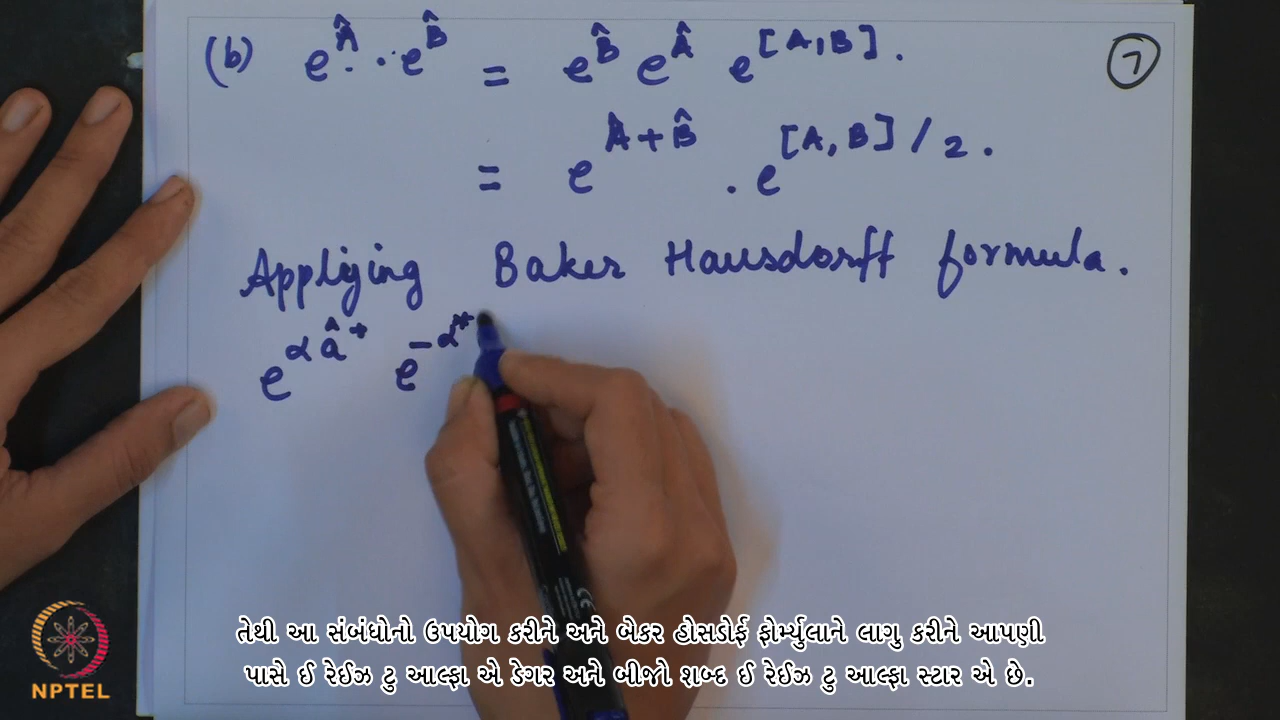 (b) e^Â · e^B̂ = e^B̂ e^Â e^[A,B] .
7
= e^Â+B̂ . e^[A,B]/2 .
Applying Baker Hausdorff formula.
e^αâ⁺ e^-α*
તેથી આ સંબંધોનો ઉપયોગ કરીને અને બેકર હોસડોર્ફ ફોર્મ્યુલાને લાગુ કરીને આપણી
પાસે ઈ રેઈઝ ટુ આલ્ફા એ ડેગર અને બીજો શબ્દ ઈ રેઈઝ ટુ આલ્ફા સ્ટાર એ છે.
NPTEL